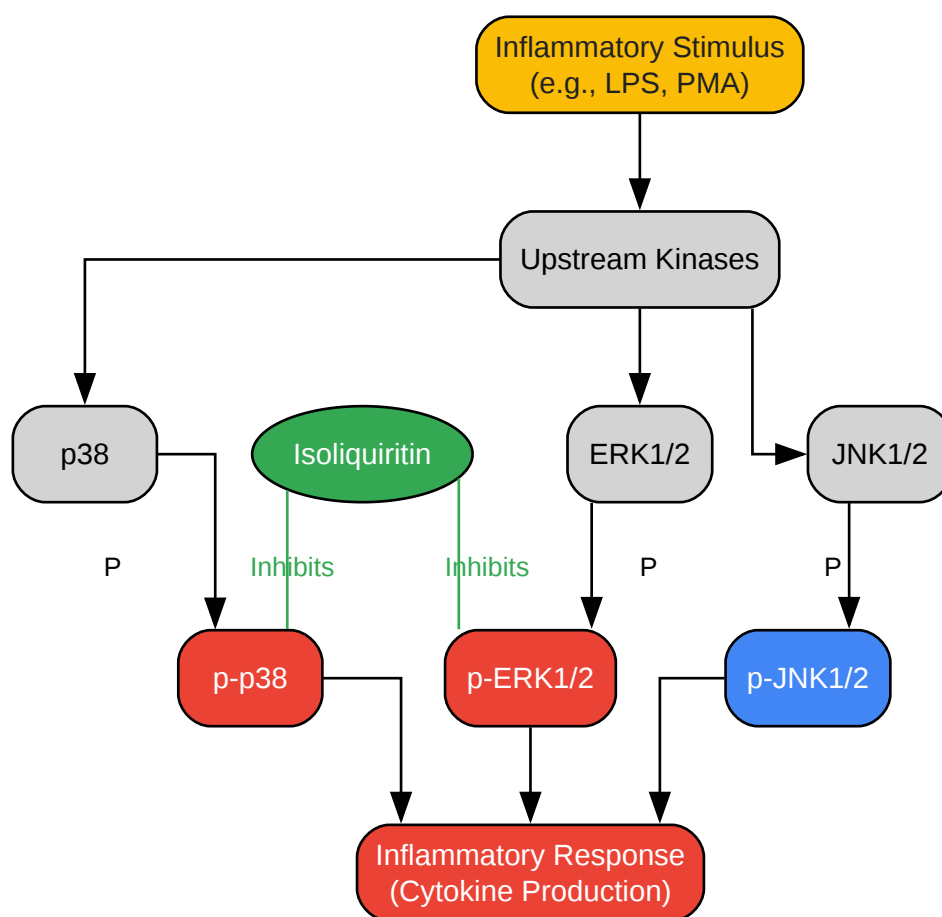 Inflammatory Stimulus
(e.g., LPS, PMA)
Upstream Kinases
p38
Isoliquiritin
ERK1/2
JNK1/2
P
Inhibits
Inhibits
P
P
p-p38
p-ERK1/2
p-JNK1/2
Inflammatory Response
(Cytokine Production)